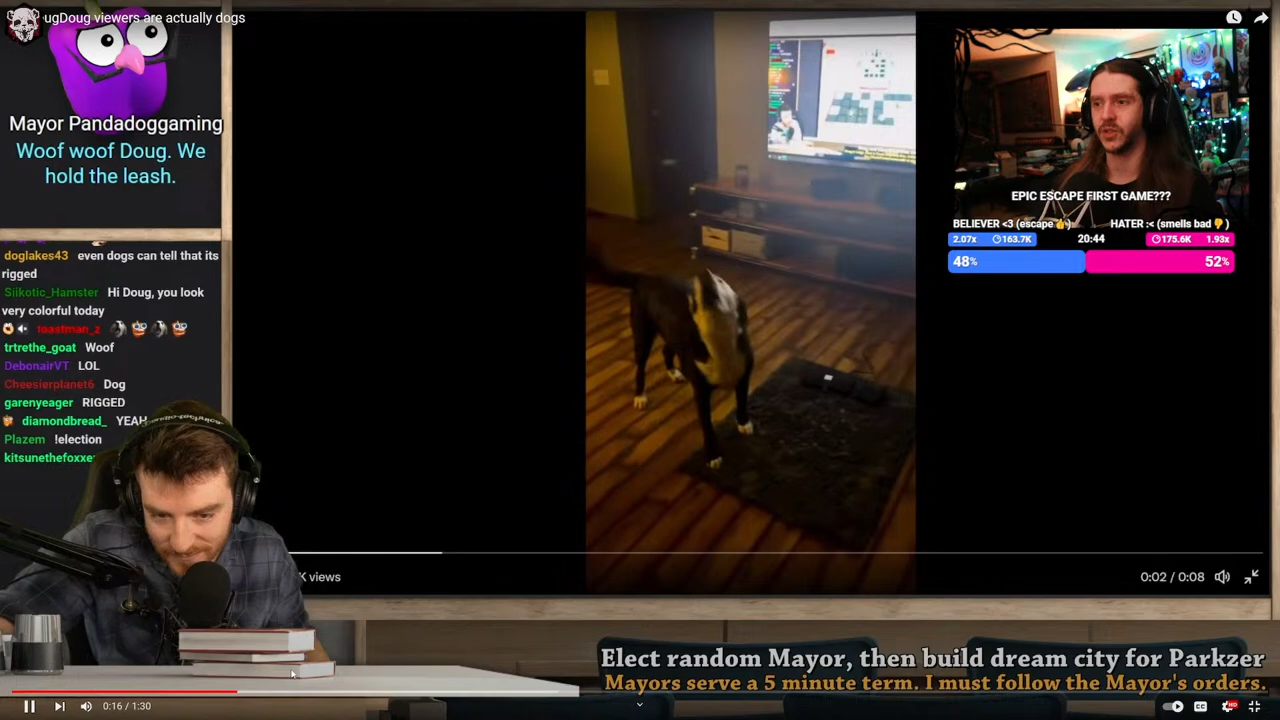 ugDoug viewers are actually dogs
Mayor Pandadoggaming
Woof woof Doug. We
hold the leash.
doglakes43 even dogs can tell that its
rigged
Siikotic_Hamster Hi Doug, you look
very colorful today
toastman_z
trtrethe_goat Woof
DebonairVT LOL
Cheesierplanet6 Dog
garenyeager RIGGED
diamondbread_ YEAH
Plazem !election
kitsunethefoxxe
EPIC ESCAPE FIRST GAME???
BELIEVER <3 (escape👍) HATER :< (smells bad👎)
2.07x 163.7K 20:44 175.6K 1.93x
48% 52%
K views 0:02 / 0:08
Elect random Mayor, then build dream city for Parkzer
Mayors serve a 5 minute term. I must follow the Mayor's orders.
0:16 / 1:30 CC HD